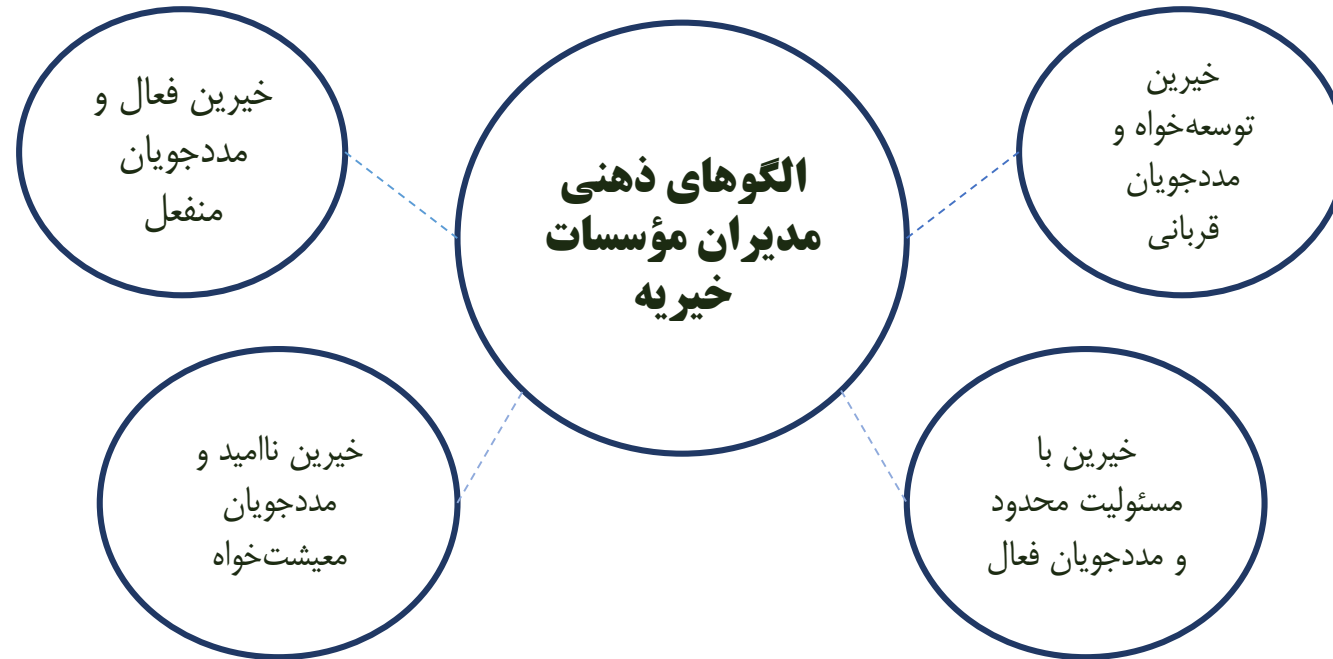 الگوهای ذهنی
مدیران مؤسسات
خیریه
خیرین
توسعه‌خواه و
مددجویان
قربانی
خیرین فعال و
مددجویان
منفعل
خیرین با
مسئولیت محدود
و مددجویان فعال
خیرین ناامید و
مددجویان
معیشت‌خواه